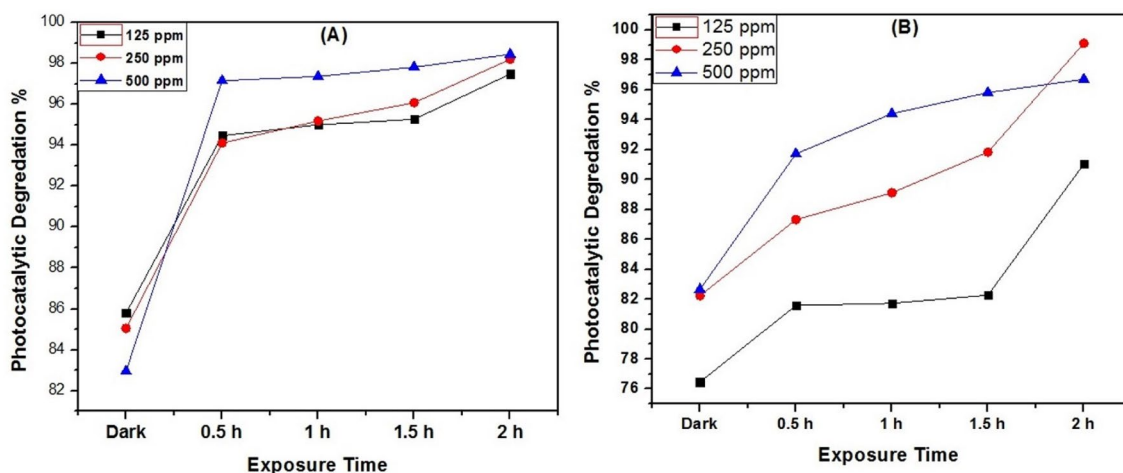 (A)
125 ppm
250 ppm
500 ppm
Photocatalytic Degredation %
100
98
96
94
92
90
88
86
84
82
Dark 0.5 h 1 h 1.5 h 2 h
Exposure Time
(B)
125 ppm
250 ppm
500 ppm
Photocatalytic Degredation %
100
98
96
94
92
90
88
86
84
82
80
78
76
Dark 0.5 h 1 h 1.5 h 2 h
Exposure Time